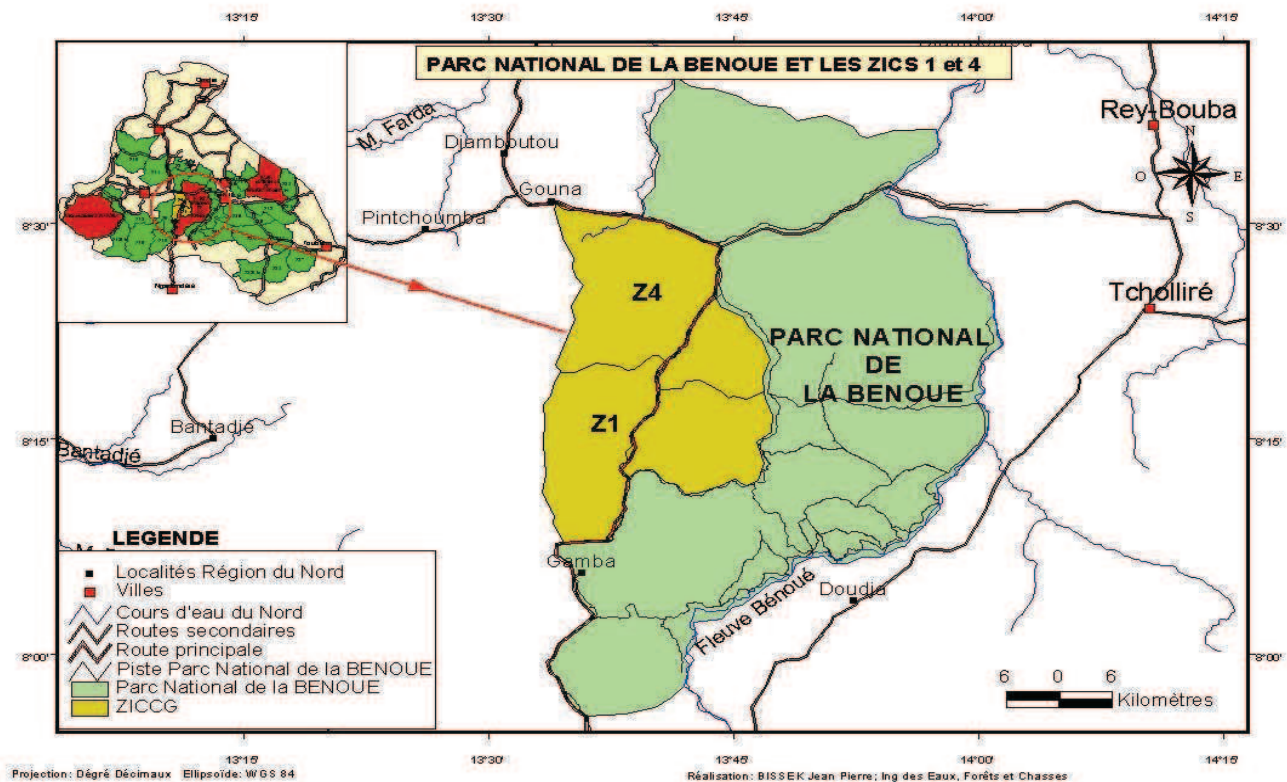 13°15'
13°30'
13°45'
14°00'
14°15'
PARC NATIONAL DE LA BENOUE ET LES ZICS 1 et 4
M. Farda
Djamboutou
Gouna
Pintchoumba
Rey-Bouba
N
O
E
S
8°30'
8°30'
Z4
Tcholliré
PARC NATIONAL
DE
LA BENOUE
Z1
Bantadjé
Bantadjé
8°15'
8°15'
LEGENDE
Localités Région du Nord
Villes
Cours d'eau du Nord
Routes secondaires
Route principale
Piste Parc National de la BENOUE
Parc National de la BENOUE
ZICCG
Gamba
Doudja
Fleuve Bénoué
8°00'
8°00'
6 0 6
Kilomètres
13°15'
13°30'
13°45'
14°00'
14°15'
Projection: Dégré Décimaux Ellipsoïde: WGS 84
Réalisation: BISSEK Jean Pierre; Ing des Eaux, Forêts et Chasses